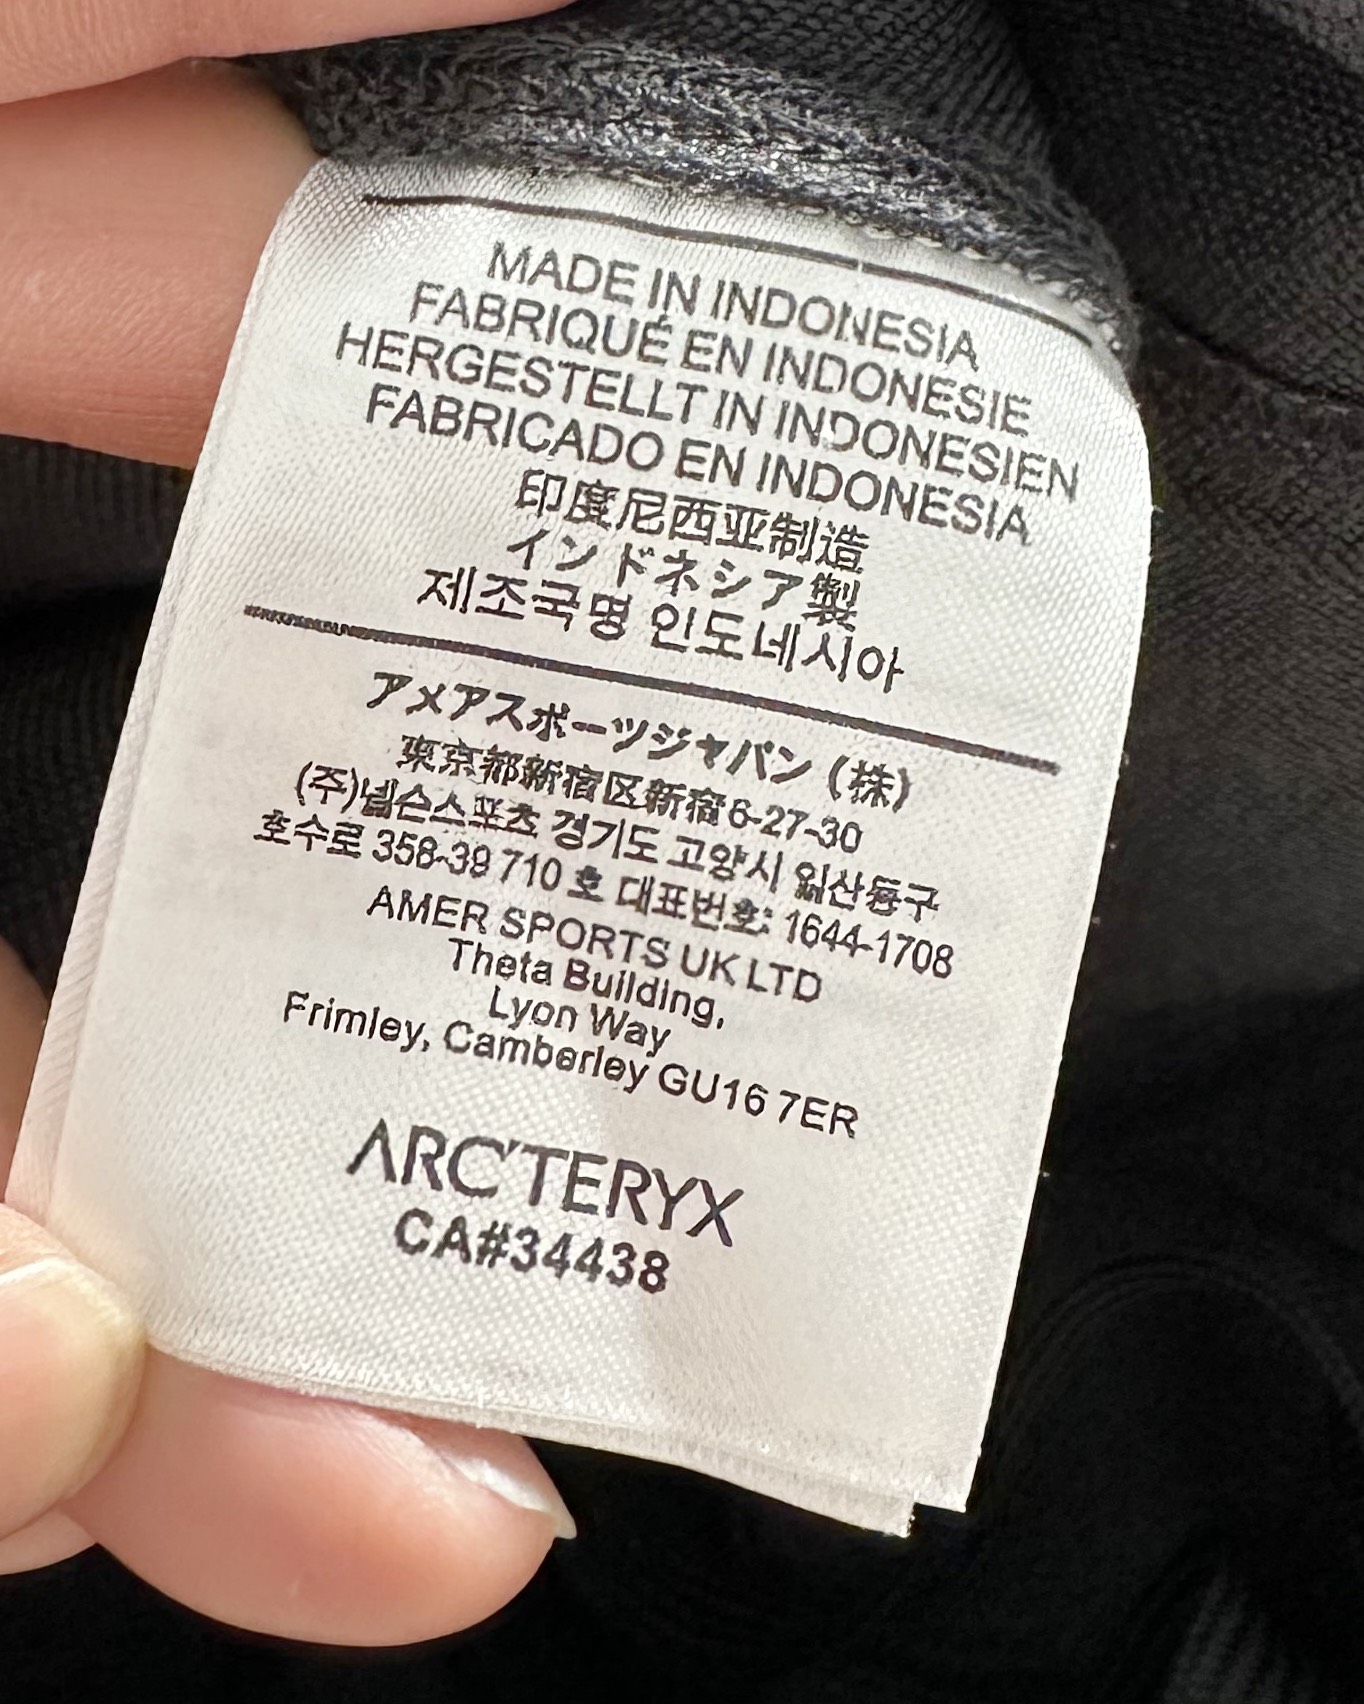 MADE IN INDONESIA
FABRIQUÉ EN INDONESIE
HERGESTELLT IN INDONESIEN
FABRICADO EN INDONESIA
印度尼西亚制造
インドネシア製
제조국명 인도네시아
アメアスポーツジャパン (株)
東京都新宿区新宿6-27-30
(주)넬슨스포츠 경기도 고양시 일산동구
호수로 358-39 710 호 대표번호: 1644-1708
AMER SPORTS UK LTD
Theta Building,
Lyon Way
Frimley, Camberley GU16 7ER
ARC'TERYX
CA#34438